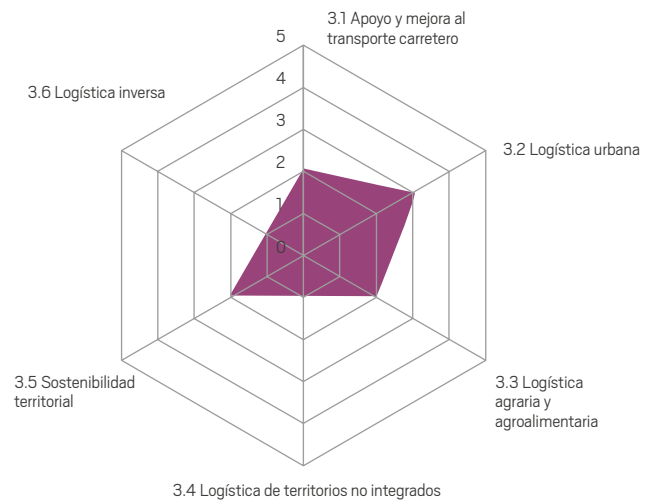 3.1 Apoyo y mejora al
transporte carretero
5
4
3
2
1
0
3.6 Logística inversa
3.2 Logística urbana
3.5 Sostenibilidad
territorial
3.3 Logística
agraria y
agroalimentaria
3.4 Logística de territorios no integrados